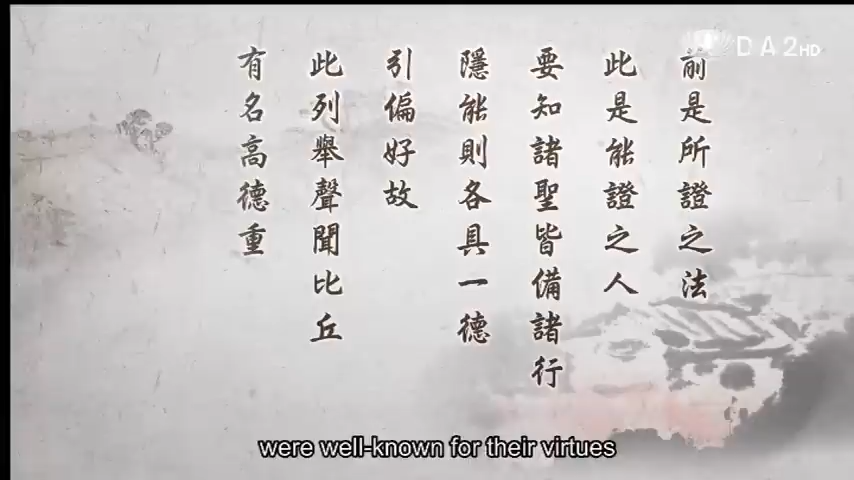 前是所證之法
此是能證之人
要知諸聖皆備諸行
隱能則各具一德
引偏好故
此列舉聲聞比丘
有名高德重
DA2HD
were well-known for their virtues